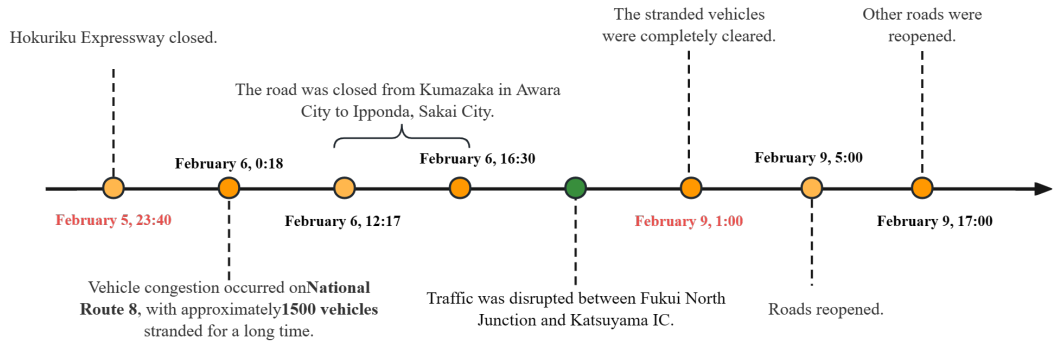 The stranded vehicles
were completely cleared.
Other roads were
reopened.
Hokuriku Expressway closed.
The road was closed from Kumazaka in Awara
City to Ipponda, Sakai City.
February 6, 0:18
February 6, 16:30
February 9, 5:00
February 5, 23:40
February 6, 12:17
February 9, 1:00
February 9, 17:00
Vehicle congestion occurred onNational
Route 8, with approximately1500 vehicles
stranded for a long time.
Traffic was disrupted between Fukui North
Junction and Katsuyama IC.
Roads reopened.